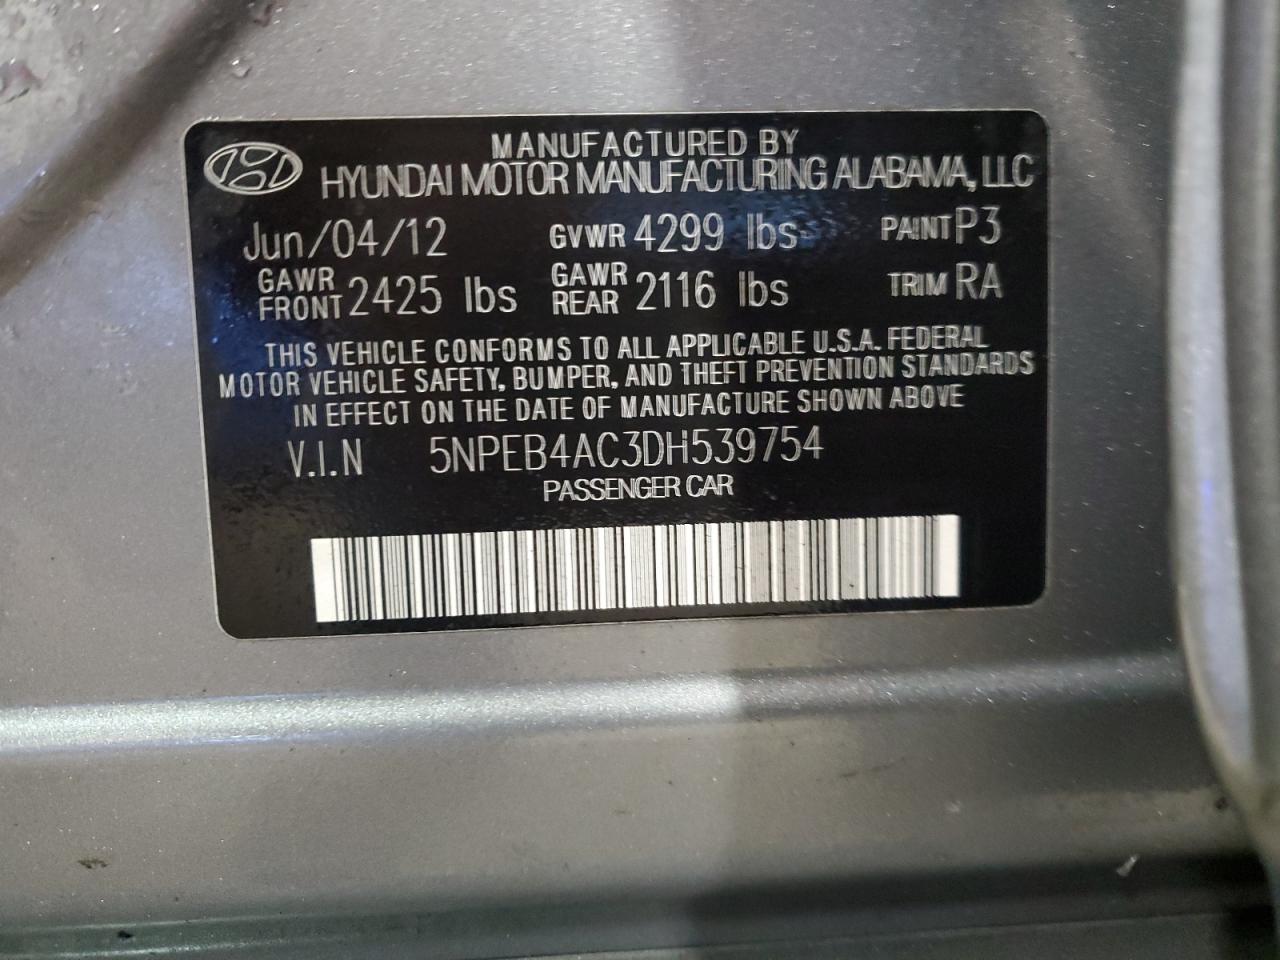 MANUFACTURED BY
HYUNDAI MOTOR MANUFACTURING ALABAMA, LLC
Jun/04/12 GVWR 4299 lbs PAINT P3
GAWR FRONT 2425 lbs GAWR REAR 2116 lbs TRIM RA
THIS VEHICLE CONFORMS TO ALL APPLICABLE U.S.A. FEDERAL
MOTOR VEHICLE SAFETY, BUMPER, AND THEFT PREVENTION STANDARDS
IN EFFECT ON THE DATE OF MANUFACTURE SHOWN ABOVE
V.I.N 5NPEB4AC3DH539754
PASSENGER CAR